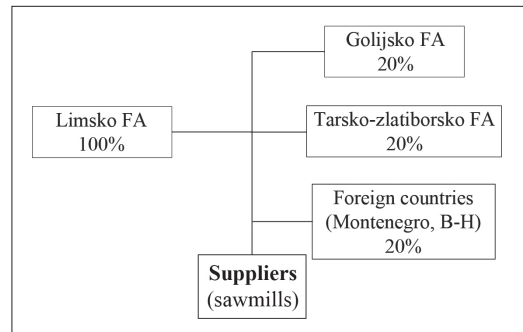 Golijsko FA
20%
Limsko FA
100%
Tarsko-zlatiborsko FA
20%
Foreign countries
(Montenegro, B-H)
20%
Suppliers
(sawmills)